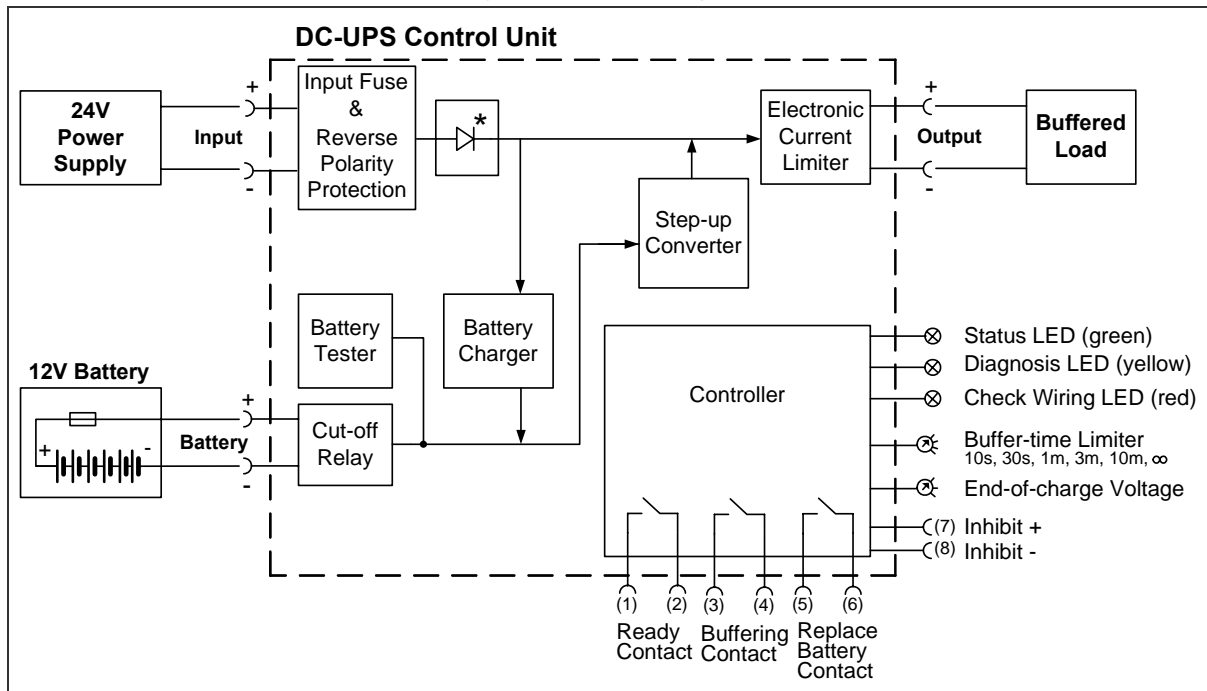 DC-UPS Control Unit
24V
Power
Supply
+
Input
-
Input Fuse
&
Reverse
Polarity
Protection
*
Electronic
Current
Limiter
+
Output
-
Buffered
Load
Step-up
Converter
Battery
Tester
Battery
Charger
12V Battery
+ -
+
Battery
-
Cut-off
Relay
Controller
Status LED (green)
Diagnosis LED (yellow)
Check Wiring LED (red)
Buffer-time Limiter
10s, 30s, 1m, 3m, 10m, ∞
End-of-charge Voltage
(7) Inhibit +
(8) Inhibit -
(1) (2) (3) (4) (5) (6)
Ready
Contact
Buffering
Contact
Replace
Battery
Contact